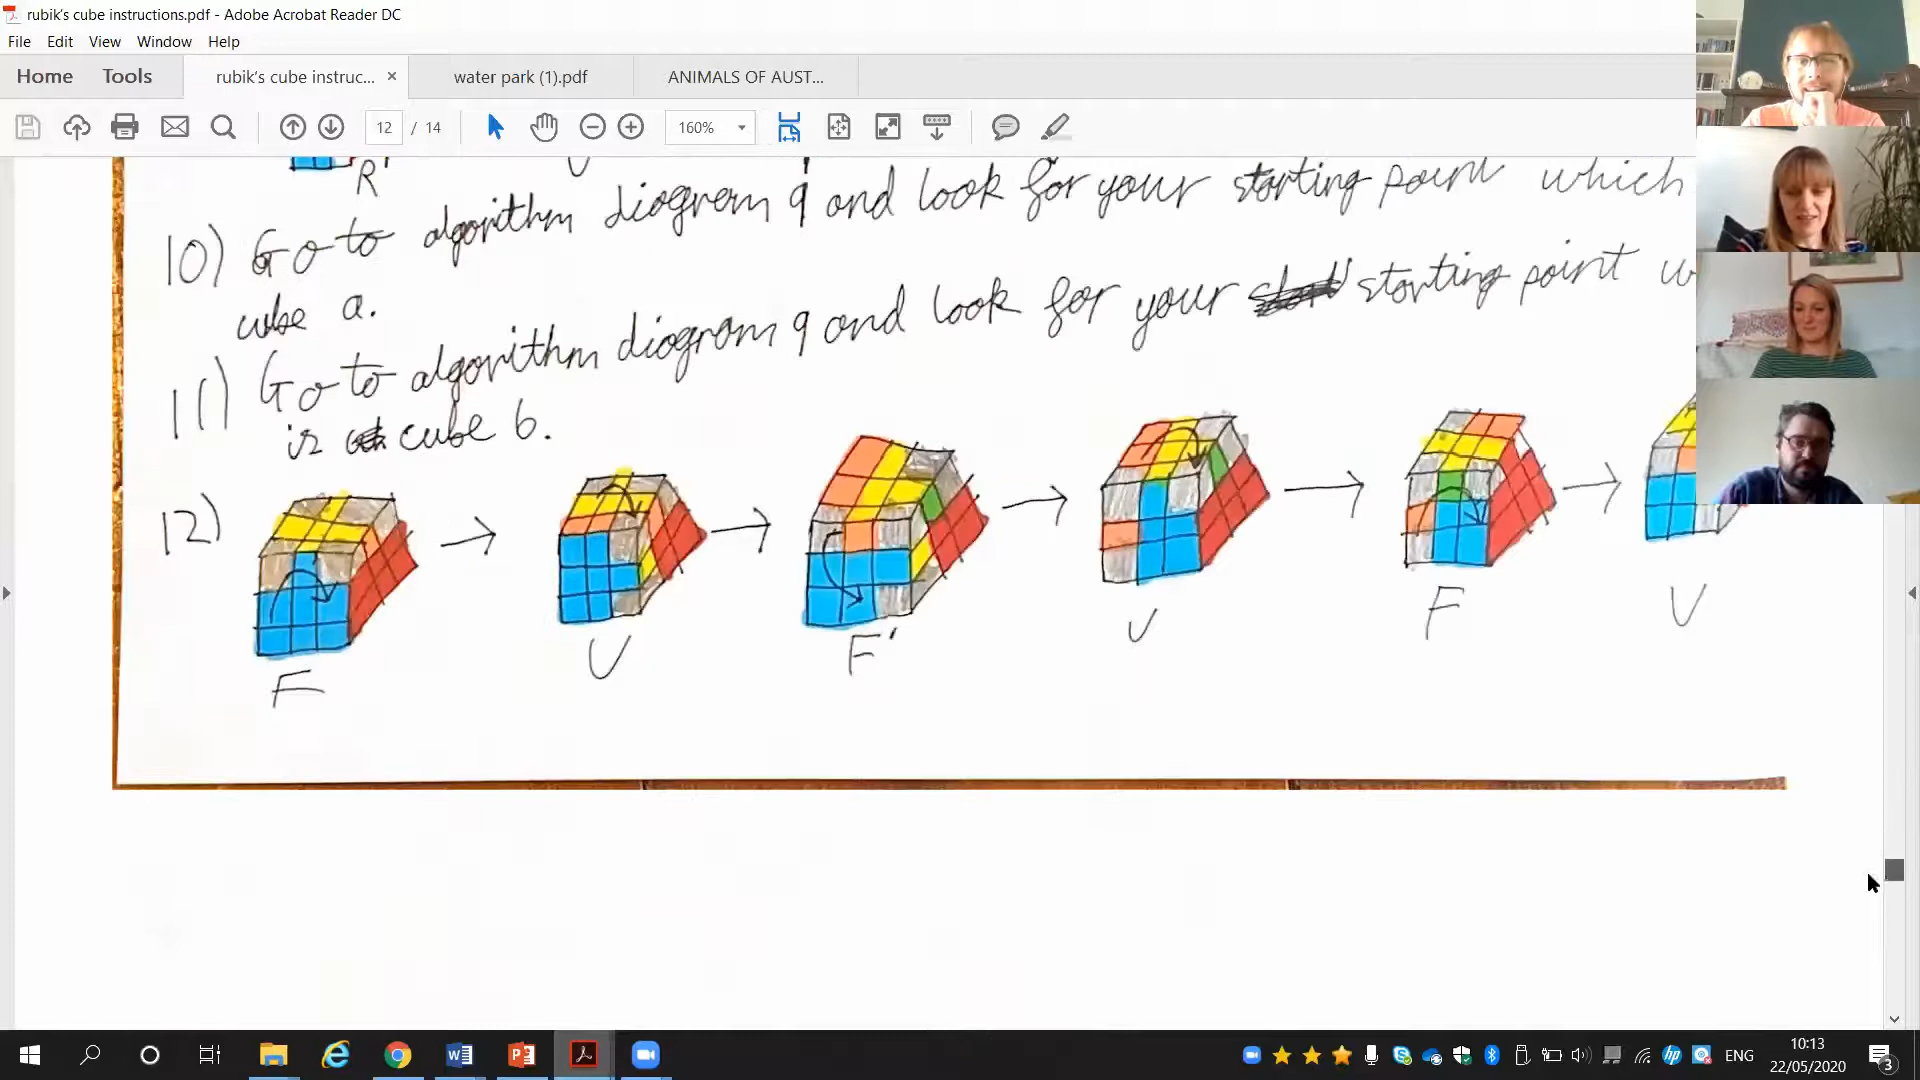 rubik's cube instructions.pdf - Adobe Acrobat Reader DC
File Edit View Window Help
Home Tools rubik's cube instruc... × water park (1).pdf ANIMALS OF AUST...
12 / 14 160%
R' U
10) Go to algorithm diagram 9 and look for your starting point which
cube a.
11) Go to algorithm diagram 9 and look for your starting point
is cube b.
12)
F U F' U F U
ENG 10:13
22/05/2020
3